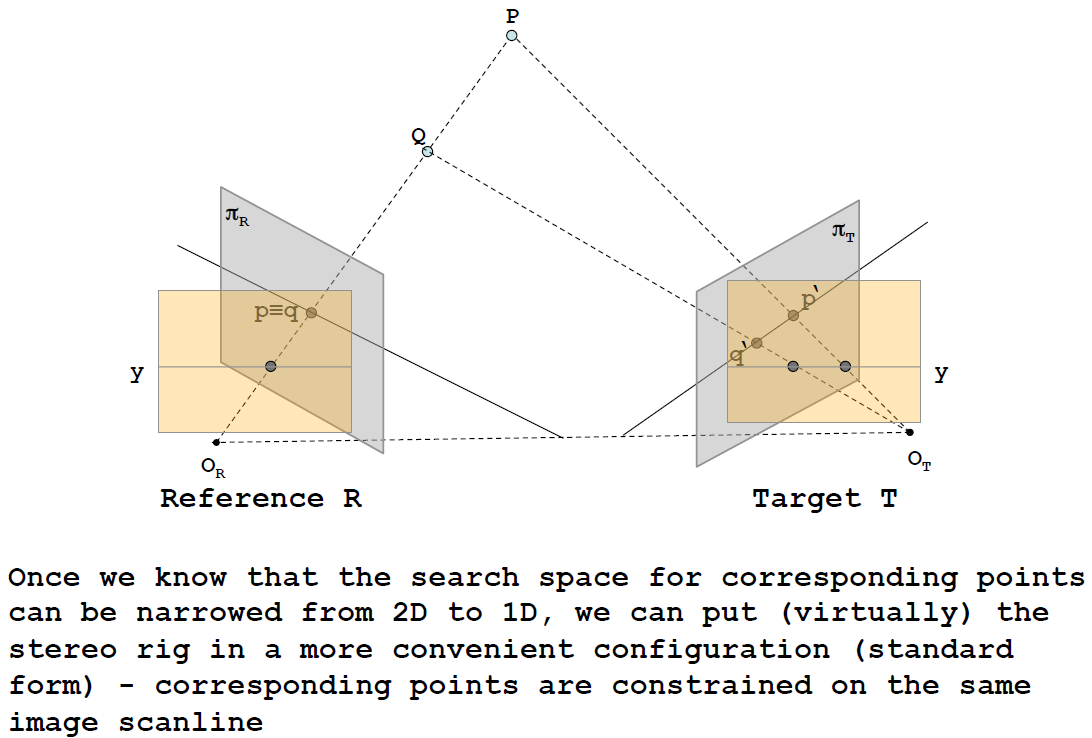 P
Q
πR
πT
p≡q
p'
q'
y
y
OR
OT
Reference R
Target T
Once we know that the search space for corresponding points
can be narrowed from 2D to 1D, we can put (virtually) the
stereo rig in a more convenient configuration (standard
form) - corresponding points are constrained on the same
image scanline